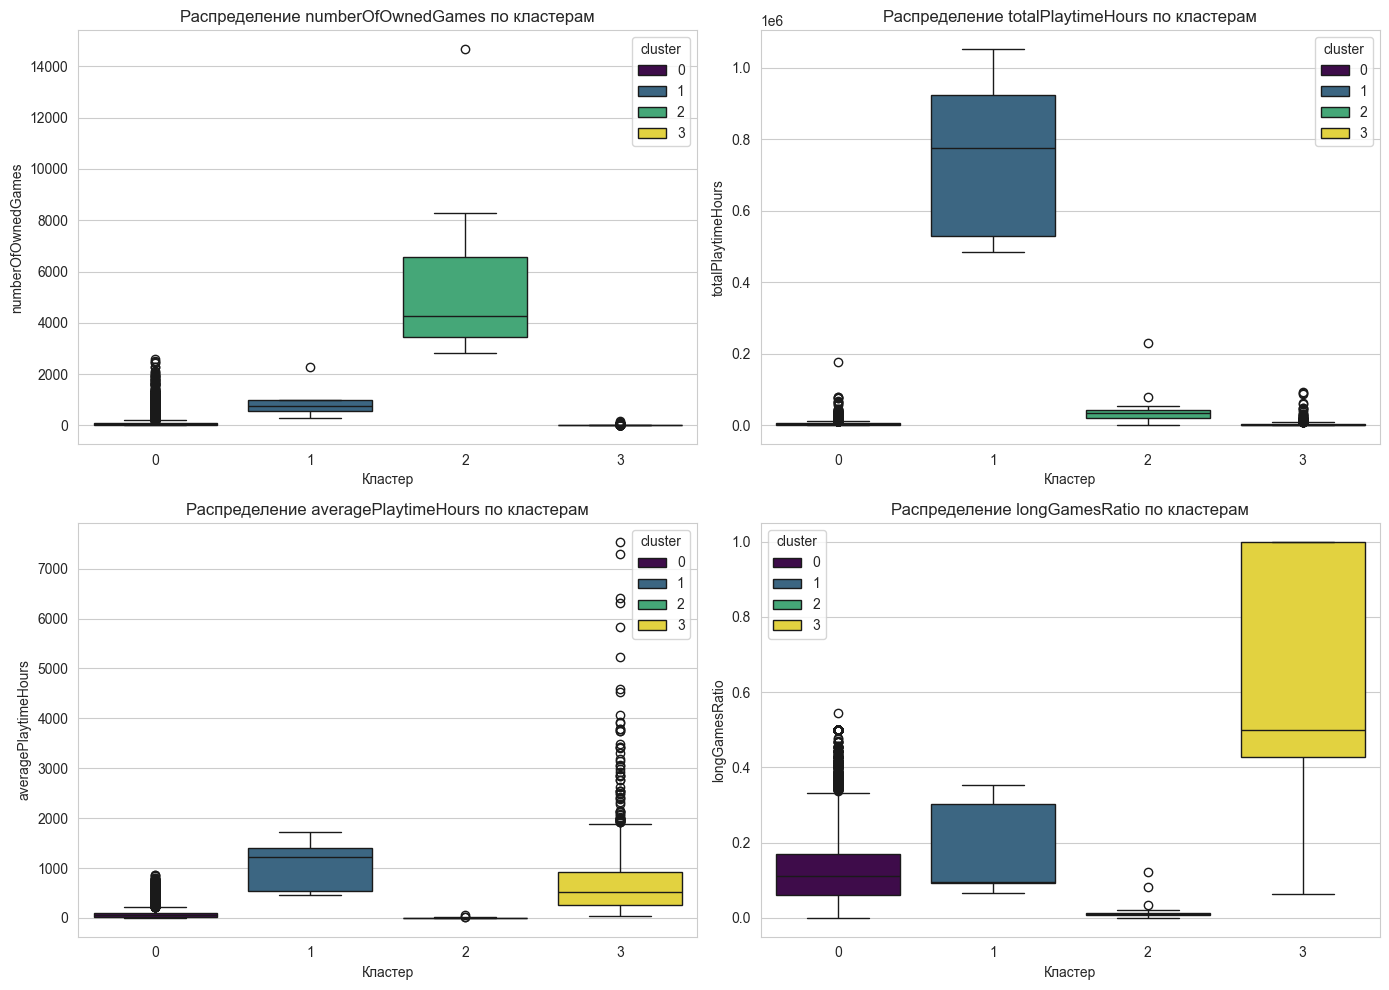 Распределение numberOfOwnedGames по кластерам
numberOfOwnedGames
14000
12000
10000
8000
6000
4000
2000
0
0 1 2 3
Кластер
cluster
0
1
2
3
Распределение totalPlaytimeHours по кластерам
1e6
totalPlaytimeHours
1.0
0.8
0.6
0.4
0.2
0.0
0 1 2 3
Кластер
cluster
0
1
2
3
Распределение averagePlaytimeHours по кластерам
averagePlaytimeHours
7000
6000
5000
4000
3000
2000
1000
0
0 1 2 3
Кластер
cluster
0
1
2
3
Распределение longGamesRatio по кластерам
longGamesRatio
1.0
0.8
0.6
0.4
0.2
0.0
0 1 2 3
Кластер
cluster
0
1
2
3